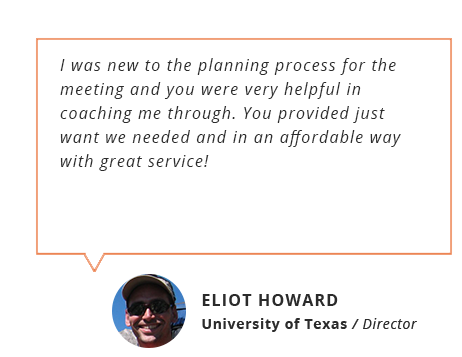 I was new to the planning process for the
meeting and you were very helpful in
coaching me through. You provided just
want we needed and in an affordable way
with great service!
ELIOT HOWARD
University of Texas / Director